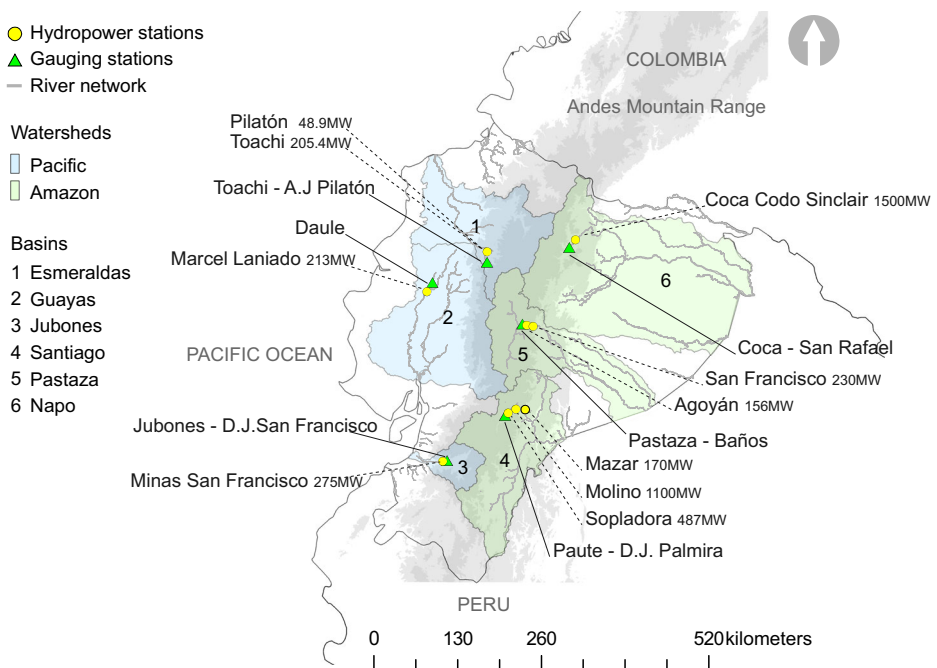 Hydropower stations
Gauging stations
River network
Watersheds
Pacific
Amazon
Basins
1 Esmeraldas
2 Guayas
3 Jubones
4 Santiago
5 Pastaza
6 Napo
COLOMBIA
Andes Mountain Range
Pilatón 48.9MW
Toachi 205.4MW
Toachi - A.J Pilatón
Daule
Marcel Laniado 213MW
PACIFIC OCEAN
Jubones - D.J.San Francisco
Minas San Francisco 275MW
Coca Codo Sinclair 1500MW
Coca - San Rafael
San Francisco 230MW
Agoyán 156MW
Pastaza - Baños
Mazar 170MW
Molino 1100MW
Sopladora 487MW
Paute - D.J. Palmira
1
2
3
4
5
6
PERU
0 130 260 520 kilometers